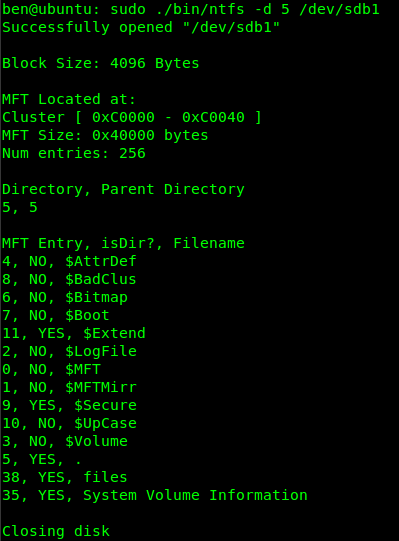 ben@ubuntu: sudo ./bin/ntfs -d 5 /dev/sdb1
Successfully opened "/dev/sdb1"
Block Size: 4096 Bytes
MFT Located at:
Cluster [ 0xC0000 - 0xC0040 ]
MFT Size: 0x40000 bytes
Num entries: 256
Directory, Parent Directory
5, 5
MFT Entry, isDir?, Filename
4, NO, $AttrDef
8, NO, $BadClus
6, NO, $Bitmap
7, NO, $Boot
11, YES, $Extend
2, NO, $LogFile
0, NO, $MFT
1, NO, $MFTMirr
9, YES, $Secure
10, NO, $UpCase
3, NO, $Volume
5, YES, .
38, YES, files
35, YES, System Volume Information
Closing disk